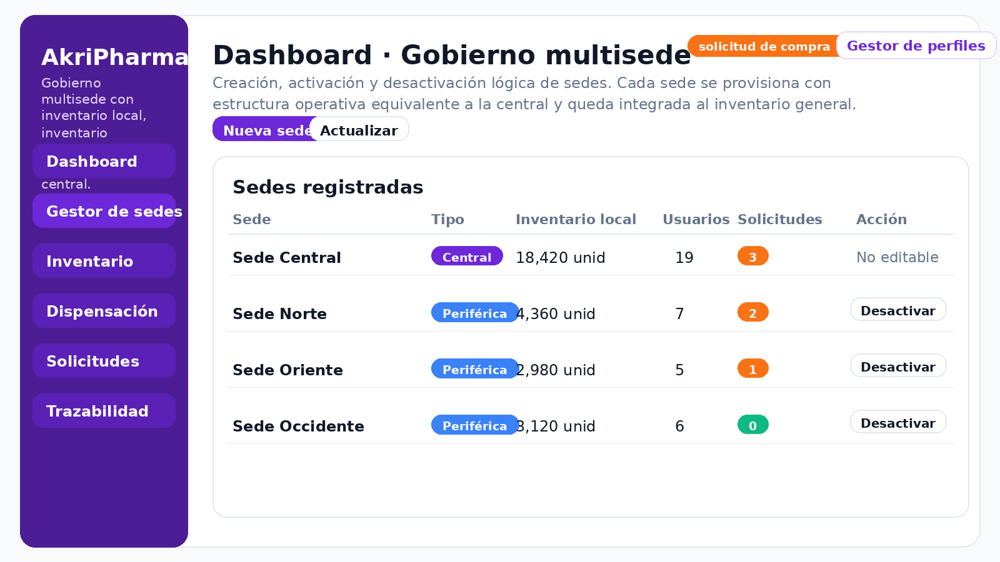 AkriPharma
Gobierno
multisede con
inventario local,
inventario
Dashboard
central.
Gestor de sedes
Inventario
Dispensación
Solicitudes
Trazabilidad
Dashboard · Gobierno multisede
solicitud de compra
Gestor de perfiles
Creación, activación y desactivación lógica de sedes. Cada sede se provisiona con
estructura operativa equivalente a la central y queda integrada al inventario general.
Nueva sede
Actualizar
Sedes registradas
Sede Tipo Inventario local Usuarios Solicitudes Acción
Sede Central Central 18,420 unid 19 3 No editable
Sede Norte Periférica 4,360 unid 7 2 Desactivar
Sede Oriente Periférica 2,980 unid 5 1 Desactivar
Sede Occidente Periférica 3,120 unid 6 0 Desactivar